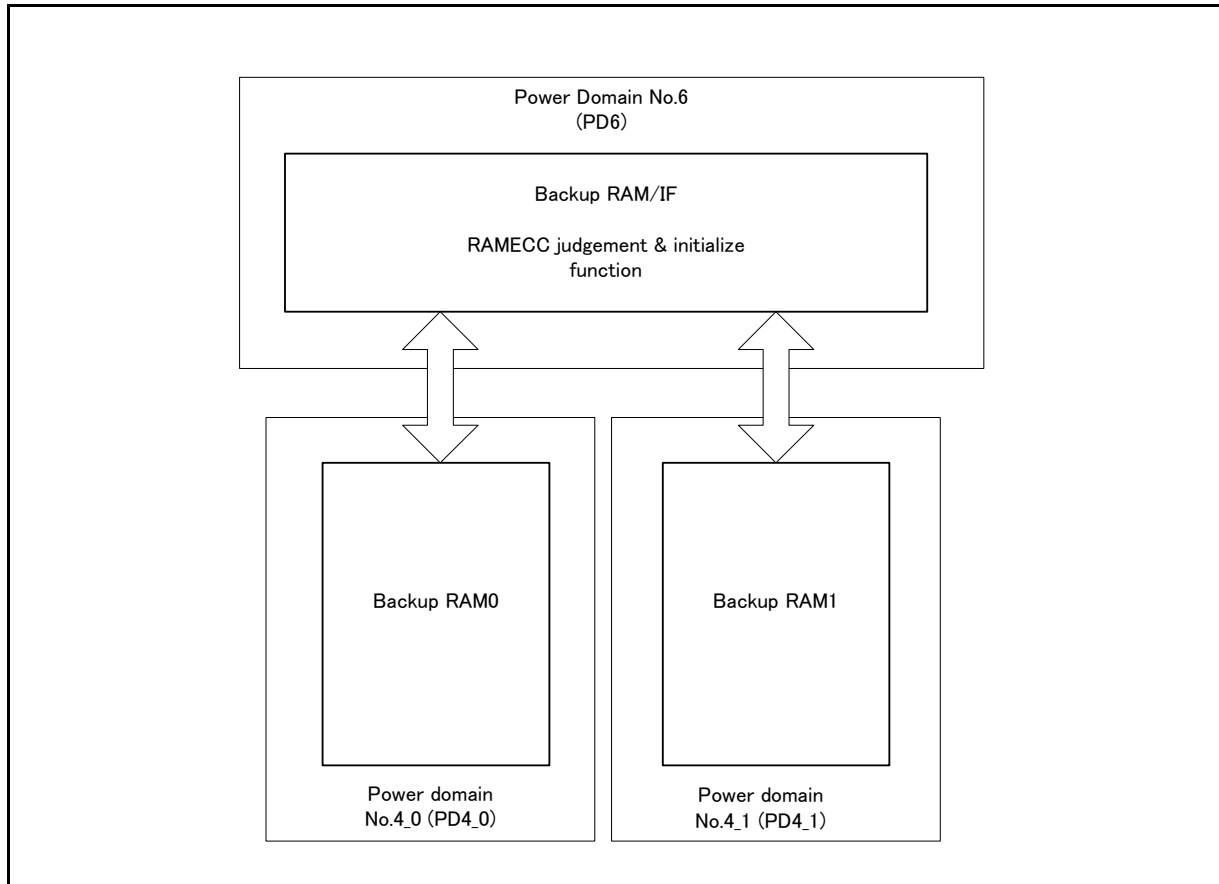 Power Domain No.6
(PD6)
Backup RAM/IF
RAMECC judgement & initialize
function
Backup RAM0
Backup RAM1
Power domain
No.4_0 (PD4_0)
Power domain
No.4_1 (PD4_1)